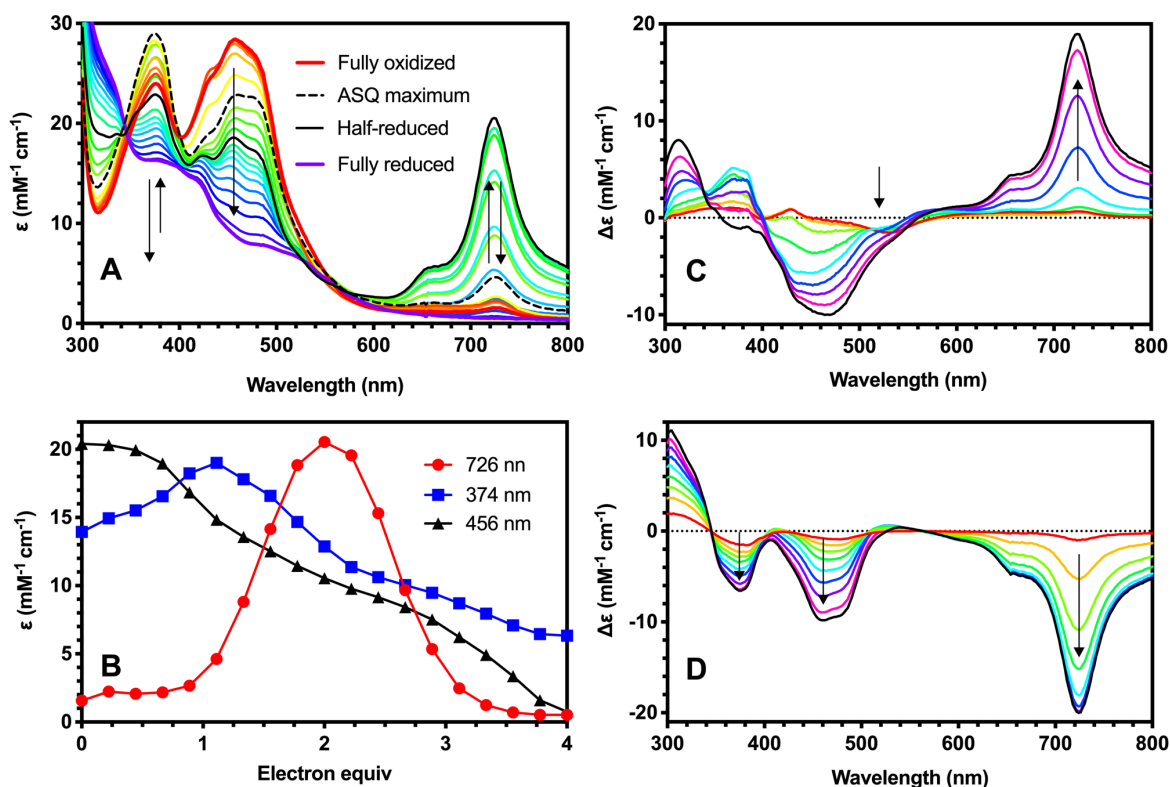 30
20
10
0
ε (mM⁻¹ cm⁻¹)
Fully oxidized
ASQ maximum
Half-reduced
Fully reduced
A
300 400 500 600 700 800
Wavelength (nm)
20
10
0
-10
Δε (mM⁻¹ cm⁻¹)
C
300 400 500 600 700 800
Wavelength (nm)
20
15
10
5
0
ε (mM⁻¹ cm⁻¹)
726 nn
374 nm
456 nm
B
0 1 2 3 4
Electron equiv
10
0
-10
-20
Δε (mM⁻¹ cm⁻¹)
D
300 400 500 600 700 800
Wavelength (nm)